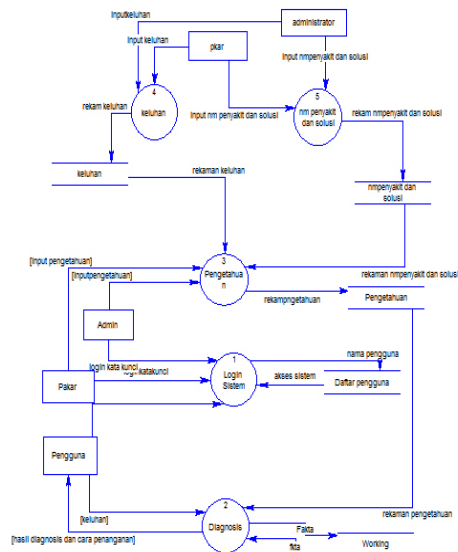 Inputkeluhan
administrator
Input keluhan
pkar
Input nmpenyakit dan solusi
4
keluhan
5
nm penyakit
dan solusi
rekam keluhan
Input nm penyakit dan solusi
rekam nmpenyakit dan solusi
keluhan
rekaman keluhan
nmpenyakit dan
solusi
[input pengetahuan]
[inputpengetahuan]
3
Pengetahua
n
rekaman nmpenyakit dan solusi
rekampngetahuan
Pengetahuan
Admin
login kata kunci
katakunci
1
Login
Sistem
nama pengguna
akses sistem
Daftar pengguna
Pakar
Pengguna
[keluhan]
2
Diagnosis
rekaman pengetahuan
Fakta
[hasil diagnosis dan cara penanganan]
fkta
Working